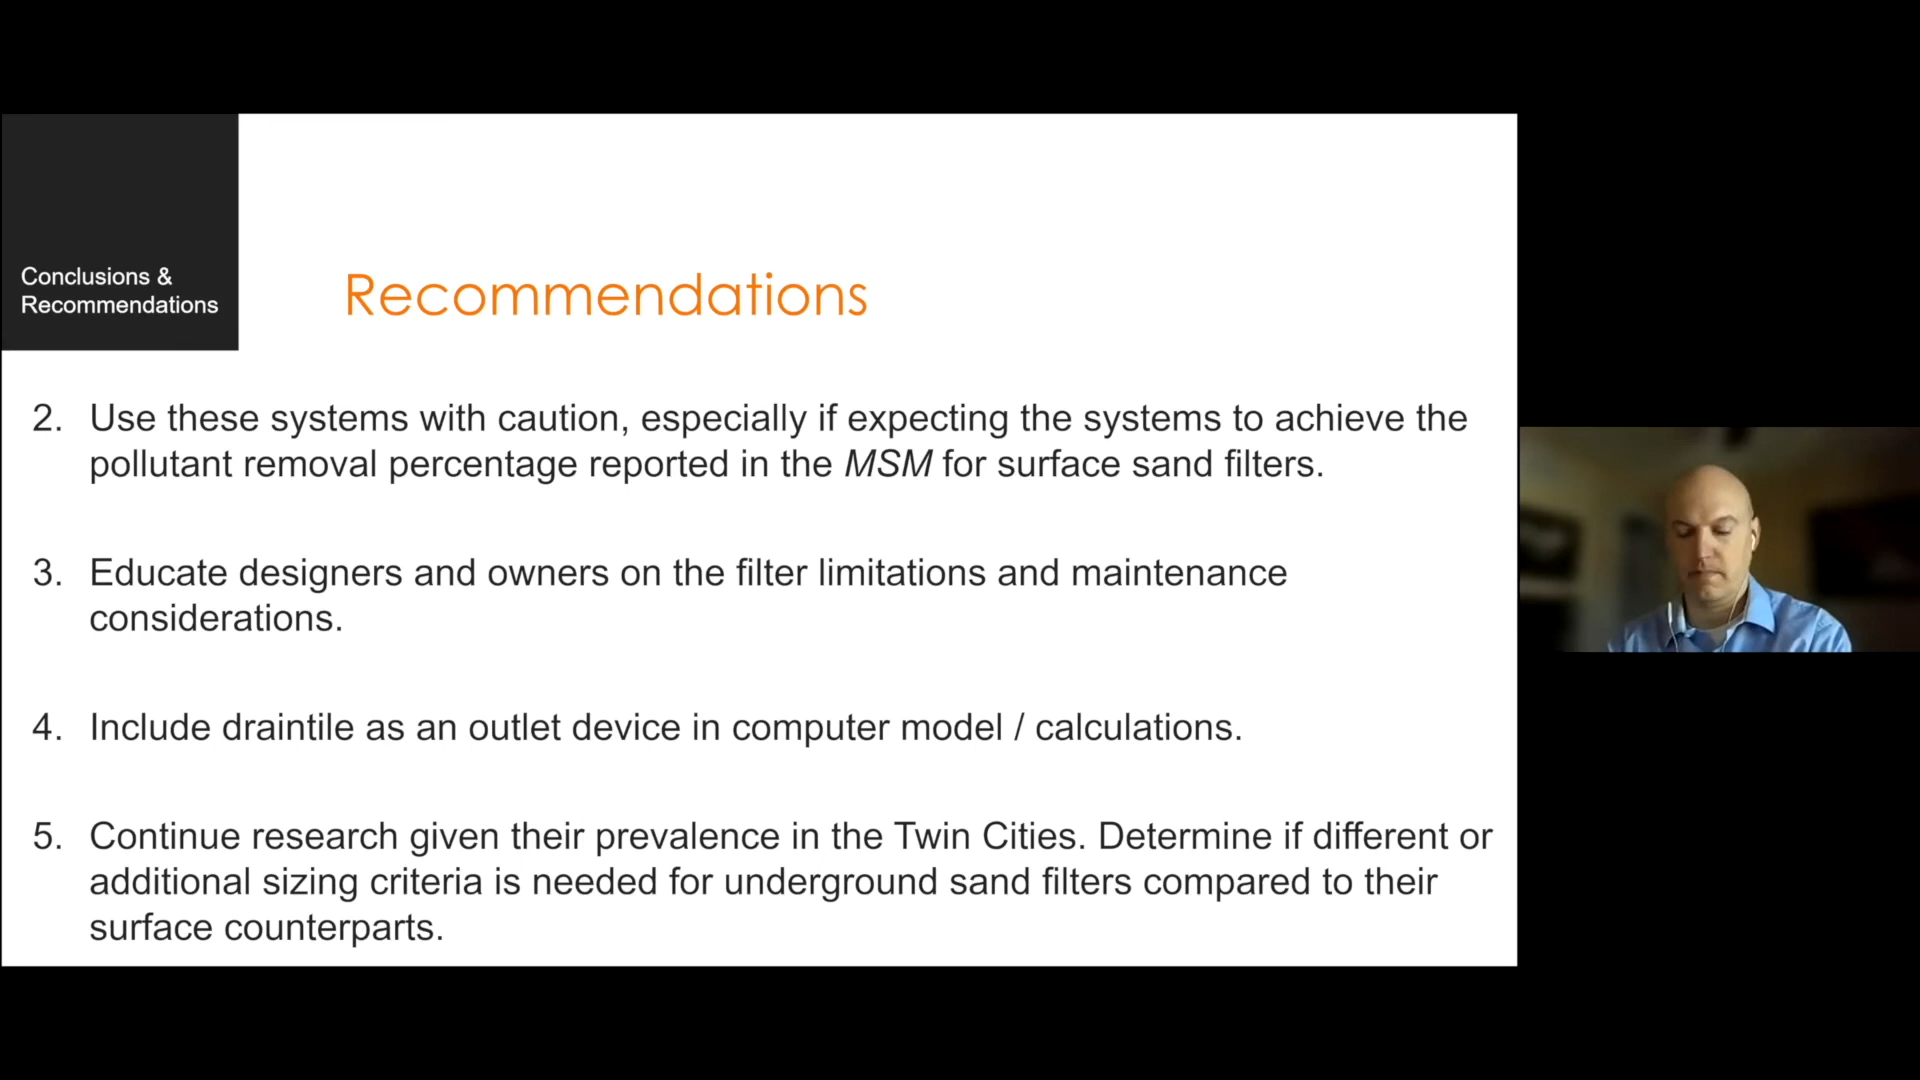 Conclusions &
Recommendations
Recommendations
2. Use these systems with caution, especially if expecting the systems to achieve the
pollutant removal percentage reported in the MSM for surface sand filters.
3. Educate designers and owners on the filter limitations and maintenance
considerations.
4. Include draintile as an outlet device in computer model / calculations.
5. Continue research given their prevalence in the Twin Cities. Determine if different or
additional sizing criteria is needed for underground sand filters compared to their
surface counterparts.